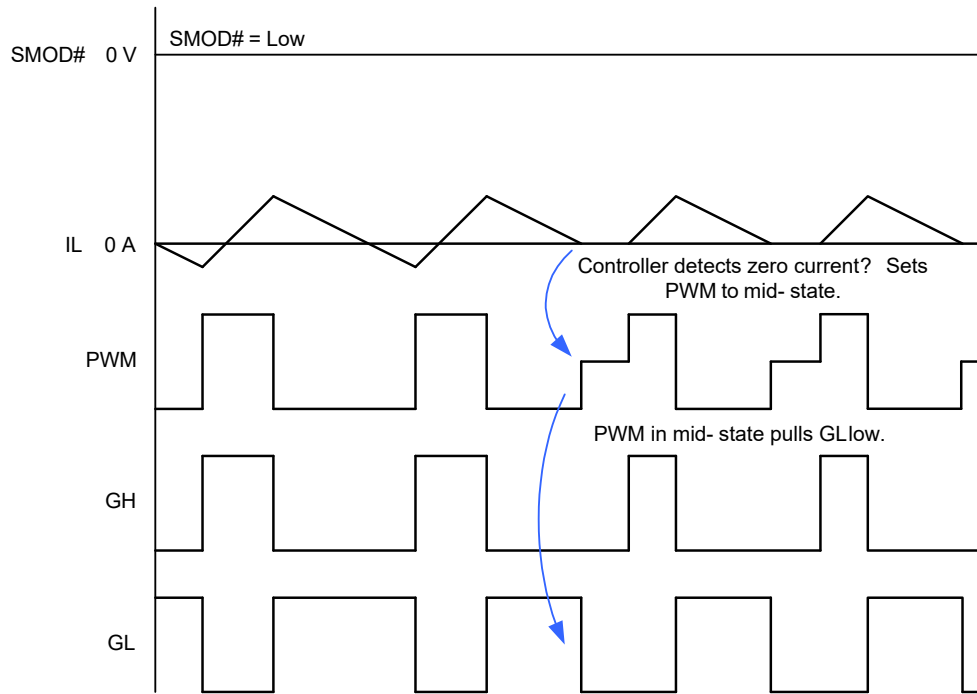 SMOD# = Low
SMOD# 0 V
IL 0 A
Controller detects zero current? Sets
PWM to mid- state.
PWM
PWM in mid- state pulls GLlow.
GH
GL